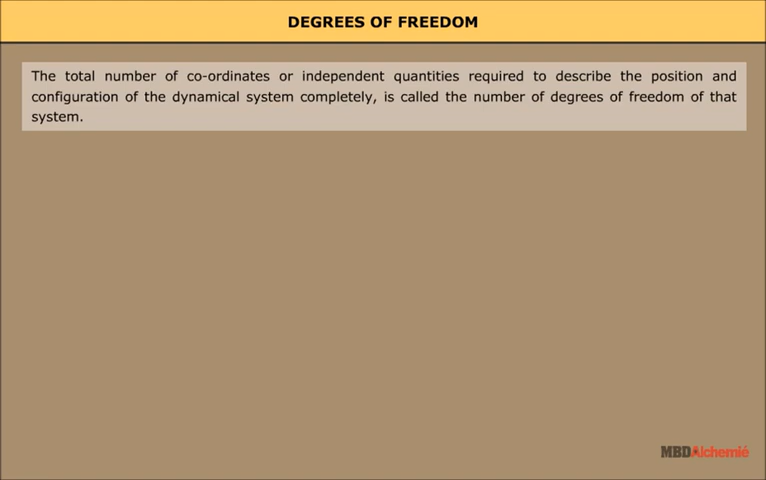 DEGREES OF FREEDOM
The total number of co-ordinates or independent quantities required to describe the position and
configuration of the dynamical system completely, is called the number of degrees of freedom of that
system.
MBDAlchemié